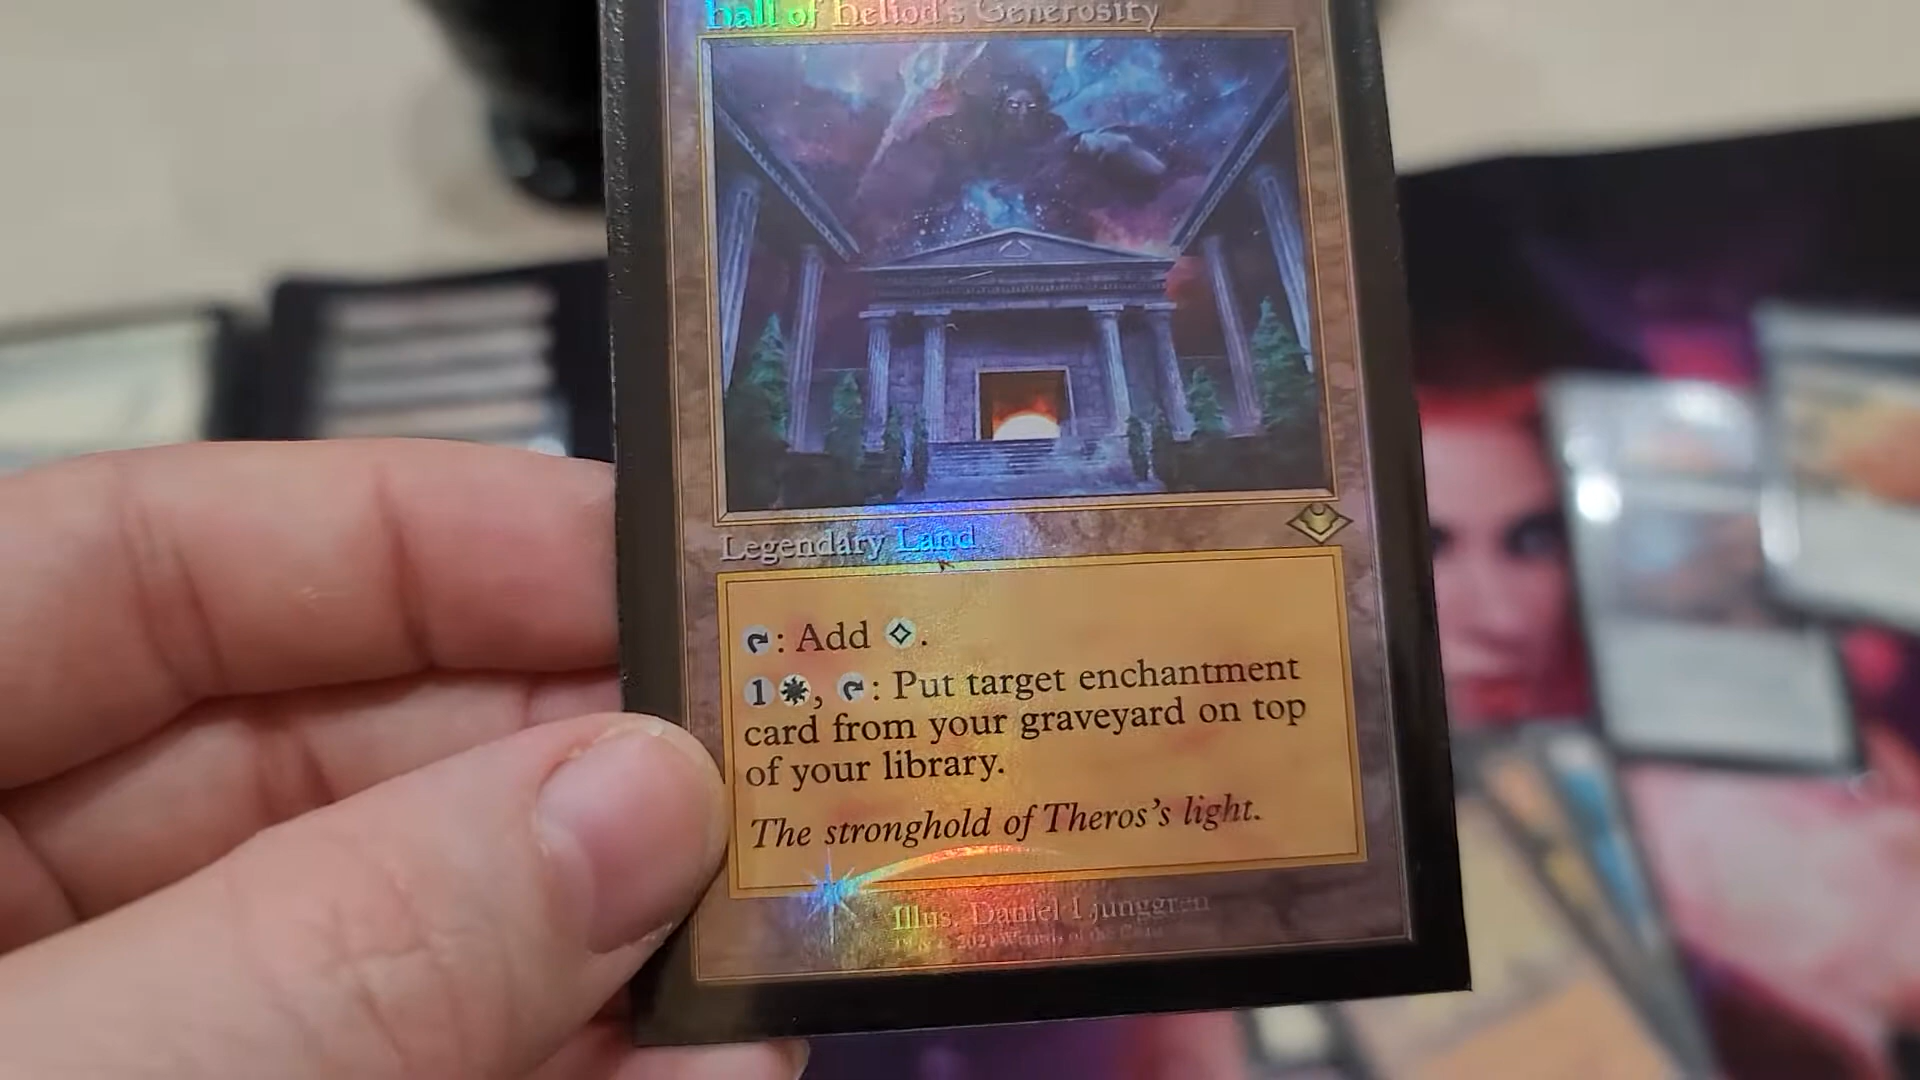 Hall of Heliod's Generosity
Legendary Land
: Add .
1, : Put target enchantment
card from your graveyard on top
of your library.
The stronghold of Theros's light.
Illus. Daniel Ljunggren
2021 Wizards of the Coast